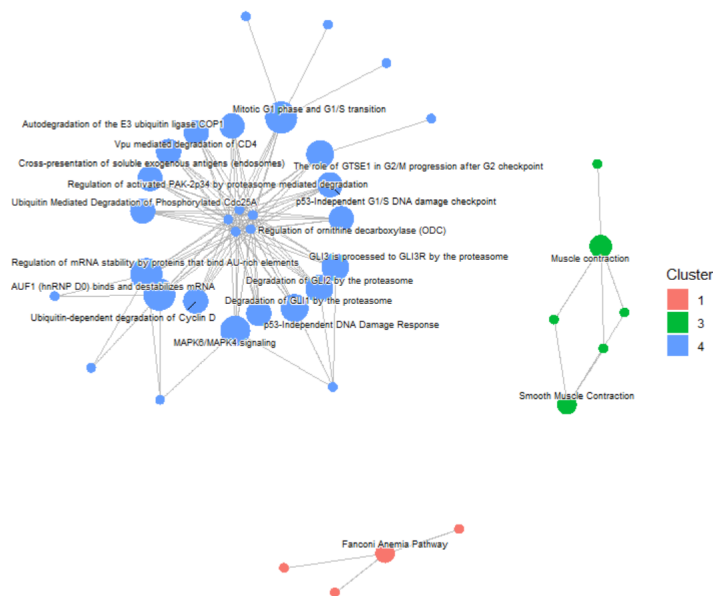 Mitotic G1 phase and G1/S transition
Autodegradation of the E3 ubiquitin ligase COP1
Vpu mediated degradation of CD4
Cross-presentation of soluble exogenous antigens (endosomes)
The role of GTSE1 in G2/M progression after G2 checkpoint
Regulation of activated PAK-2p34 by proteasome mediated degradation
Ubiquitin Mediated Degradation of Phosphorylated Cdc25A
p53-Independent G1/S DNA damage checkpoint
Regulation of ornithine decarboxylase (ODC)
GLI3 is processed to GLI3R by the proteasome
Regulation of mRNA stability by proteins that bind AU-rich elements
Degradation of GLI2 by the proteasome
AUF1 (hnRNP D0) binds and destabilizes mRNA
Degradation of GLI1 by the proteasome
Ubiquitin-dependent degradation of Cyclin D
p53-Independent DNA Damage Response
MAPK6/MAPK4 signaling
Muscle contraction
Smooth Muscle Contraction
Fanconi Anemia Pathway
Cluster
1
3
4